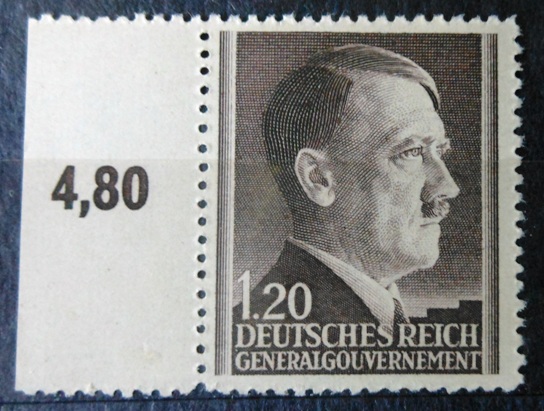 4,80
1.20
DEUTSCHES REICH
GENERALGOUVERNEMENT